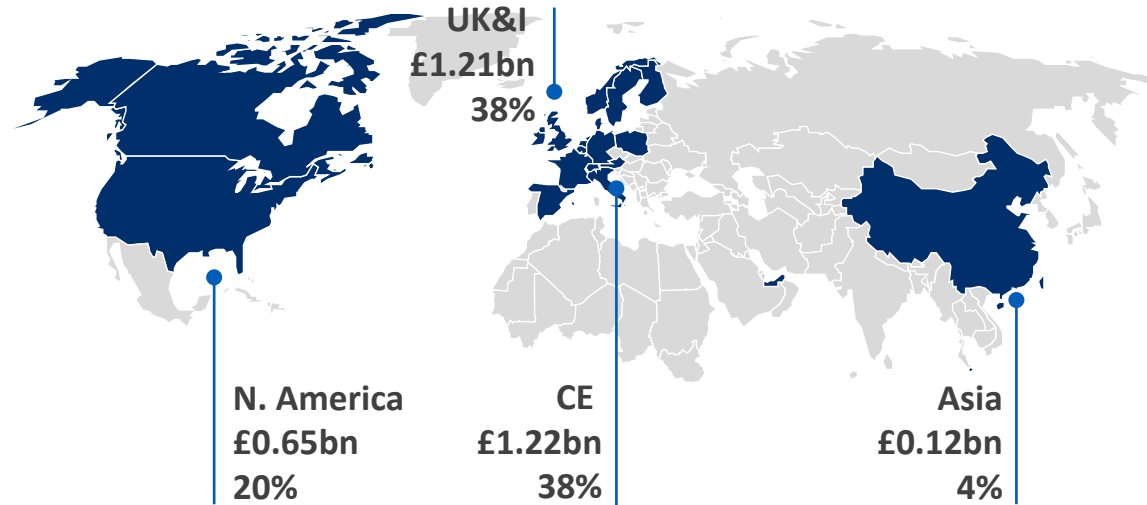 UK&I
£1.21bn
38%
N. America
£0.65bn
20%
CE
£1.22bn
38%
Asia
£0.12bn
4%